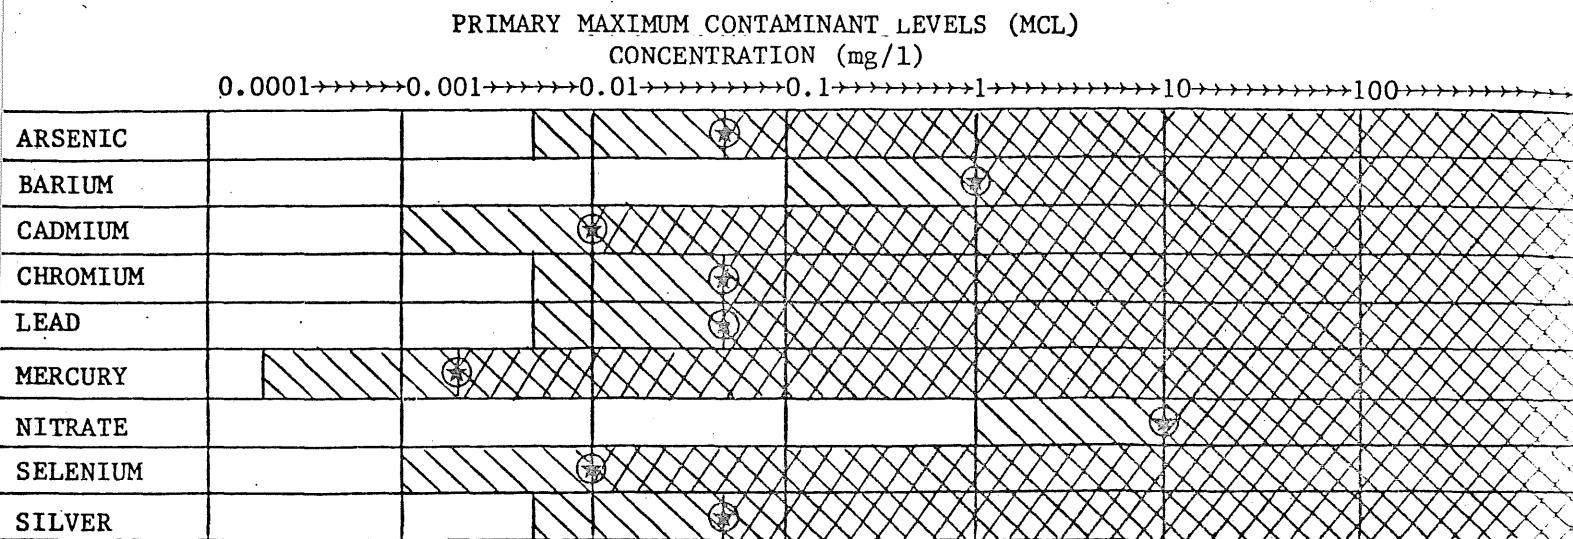 PRIMARY MAXIMUM CONTAMINANT LEVELS (MCL)
CONCENTRATION (mg/l)
0.0001 0.001 0.01 0.1 1 10 100
ARSENIC
BARIUM
CADMIUM
CHROMIUM
LEAD
MERCURY
NITRATE
SELENIUM
SILVER